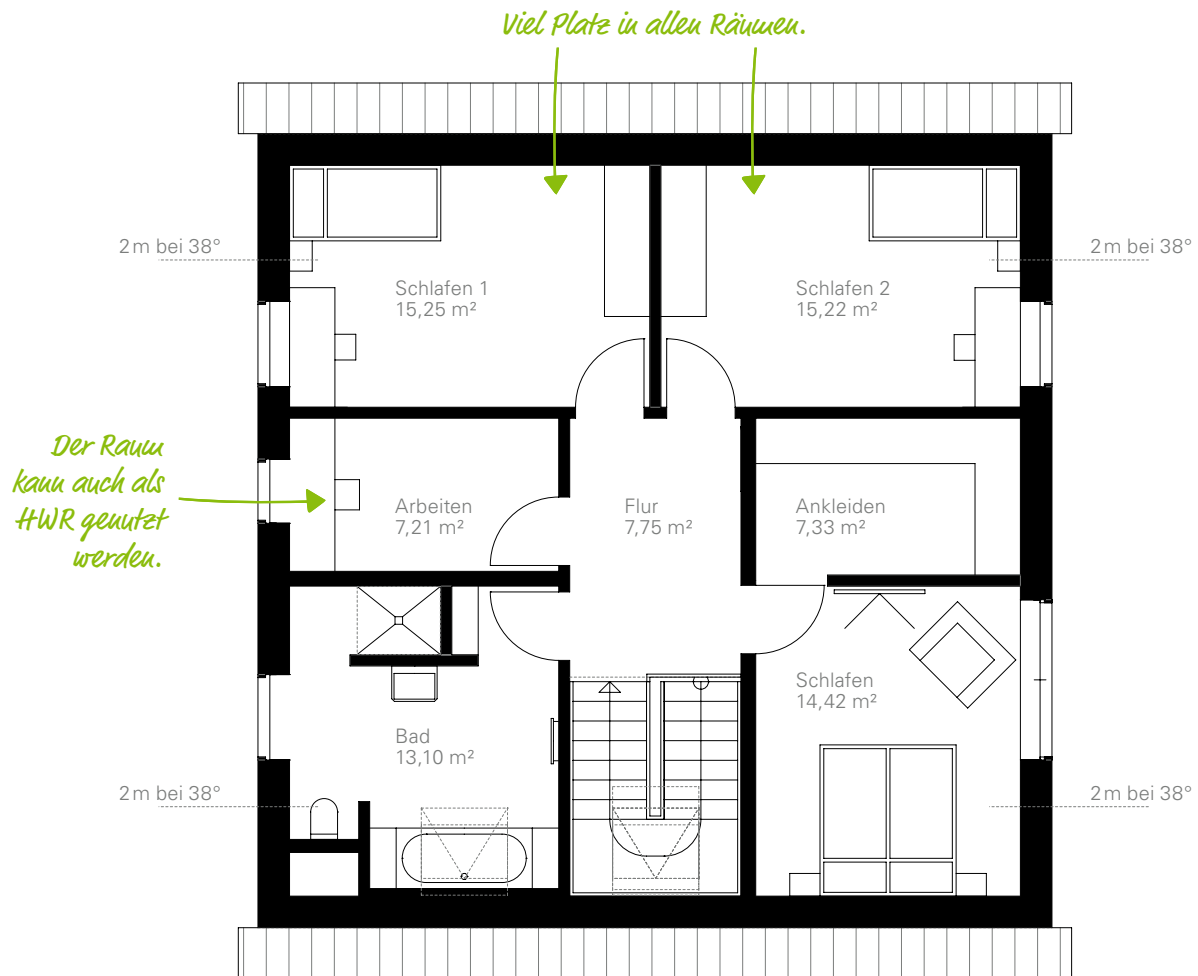 Viel Platz in allen Räumen.
2 m bei 38°
2 m bei 38°
Schlafen 1
15,25 m²
Schlafen 2
15,22 m²
Der Raum
kann auch als
HWR genutzt
werden.
Arbeiten
7,21 m²
Flur
7,75 m²
Ankleiden
7,33 m²
Schlafen
14,42 m²
Bad
13,10 m²
2 m bei 38°
2 m bei 38°